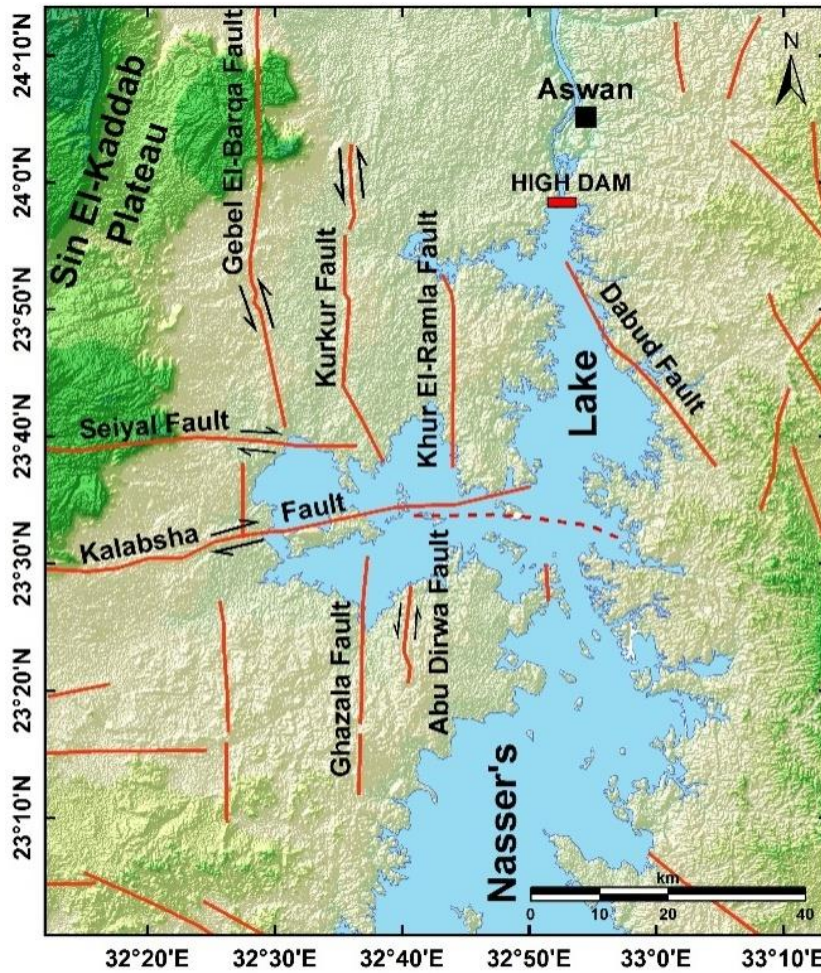 24°10'N
24°0'N
23°50'N
23°40'N
23°30'N
23°20'N
23°10'N
Sin El-Kaddab
Plateau
Gebel El-Barqa Fault
Kurkur Fault
Khur El-Ramla Fault
Aswan
N
HIGH DAM
Dabud Fault
Lake
Seiyal Fault
Kalabsha
Fault
Ghazala Fault
Abu Dirwa Fault
Nasser's
km
0 10 20 40
32°20'E 32°30'E 32°40'E 32°50'E 33°0'E 33°10'E